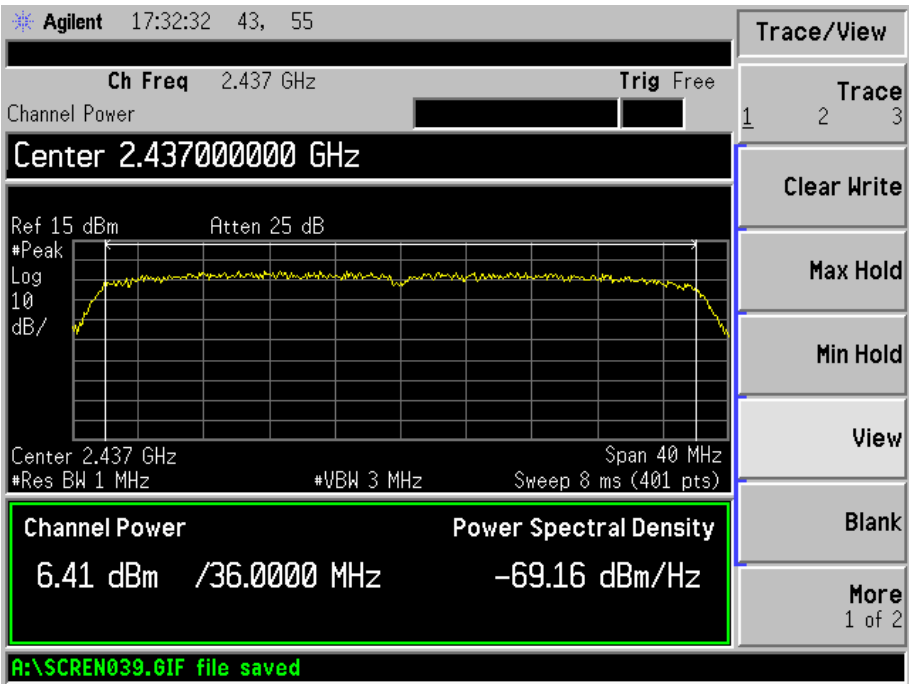 Agilent 17:32:32 43, 55
Trace/View
Ch Freq 2.437 GHz Trig Free
Channel Power
Trace
1 2 3
Center 2.437000000 GHz
Clear Write
Ref 15 dBm Atten 25 dB
#Peak
Log
10
dB/
Max Hold
Min Hold
View
Center 2.437 GHz Span 40 MHz
#Res BW 1 MHz #VBW 3 MHz Sweep 8 ms (401 pts)
Channel Power Power Spectral Density
Blank
6.41 dBm /36.0000 MHz -69.16 dBm/Hz
More
1 of 2
A:\SCREN039.GIF file saved